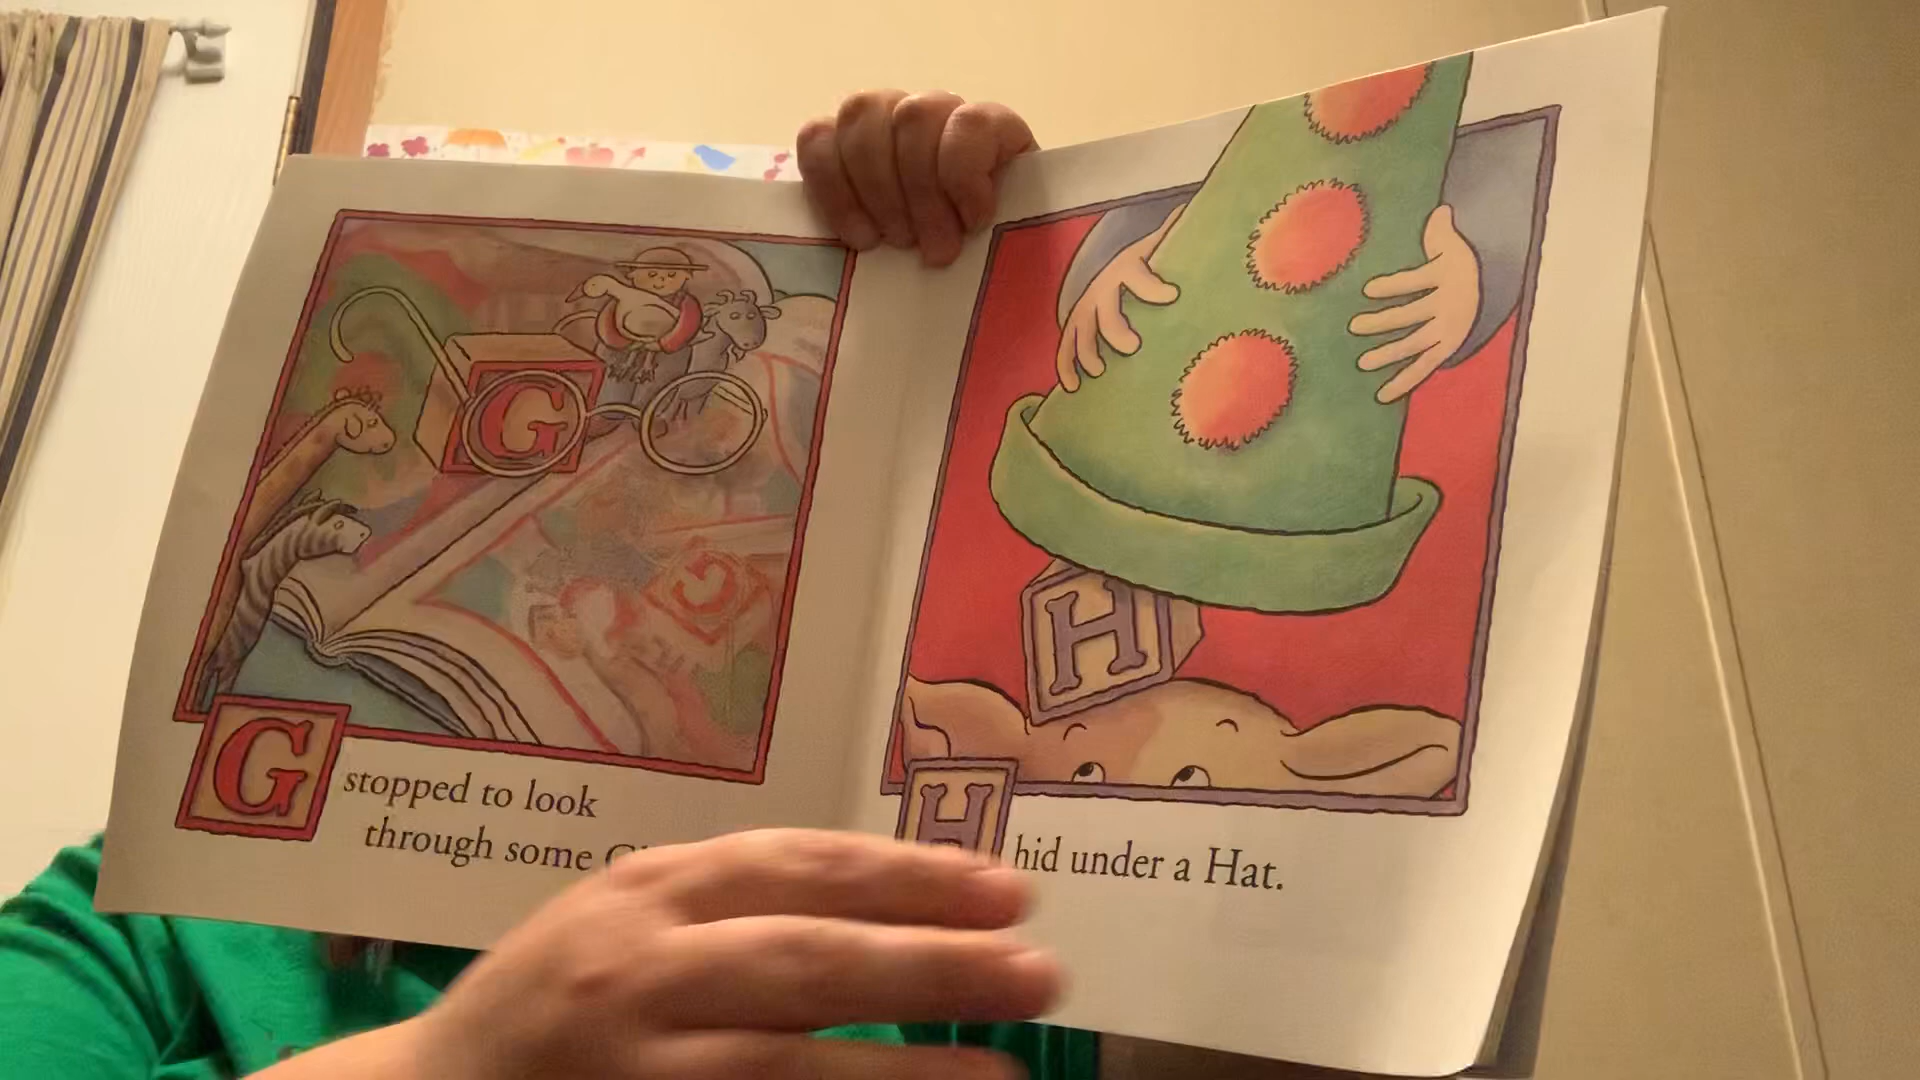 G
G
stopped to look
through some
H
H
hid under a Hat.